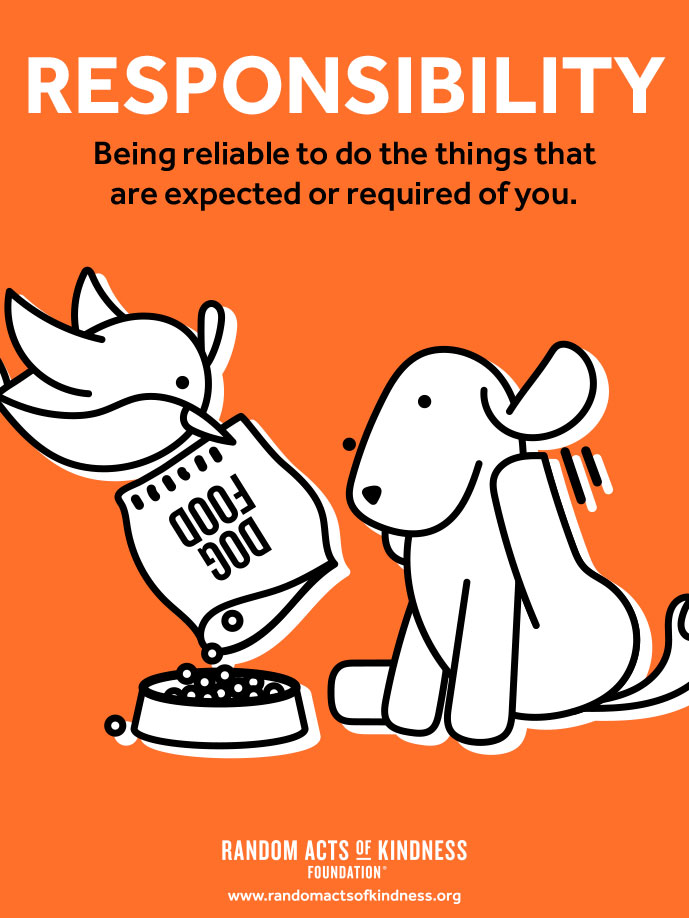 RESPONSIBILITY
Being reliable to do the things that
are expected or required of you.
DOG
FOOD
RANDOM ACTS OF KINDNESS
FOUNDATION®
www.randomactsofkindness.org